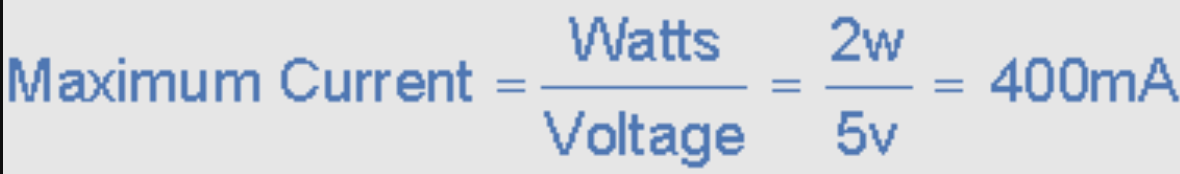 Maximum Current = Watts / Voltage = 2w / 5v = 400mA